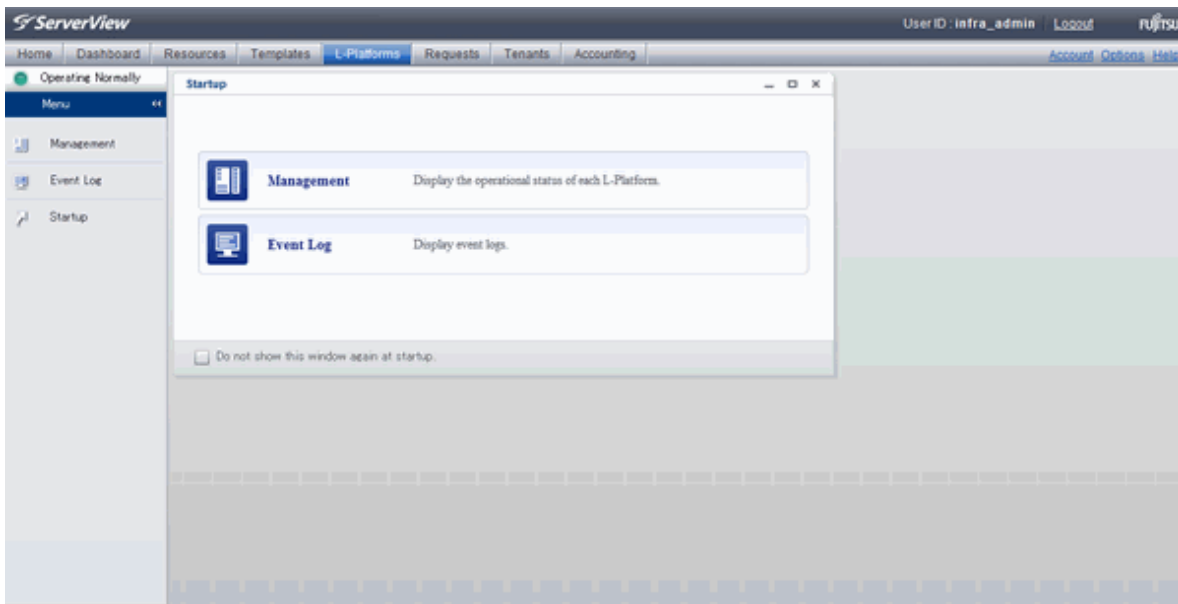 ServerView
UserID : infra_admin Logout FUJITSU
Home Dashboard Resources Templates L-Platforms Requests Tenants Accounting
Account Options Help
Operating Normally
Menu
Management
Event Log
Startup
Startup
Management Display the operational status of each L-Platform.
Event Log Display event logs.
Do not show this window again at startup.